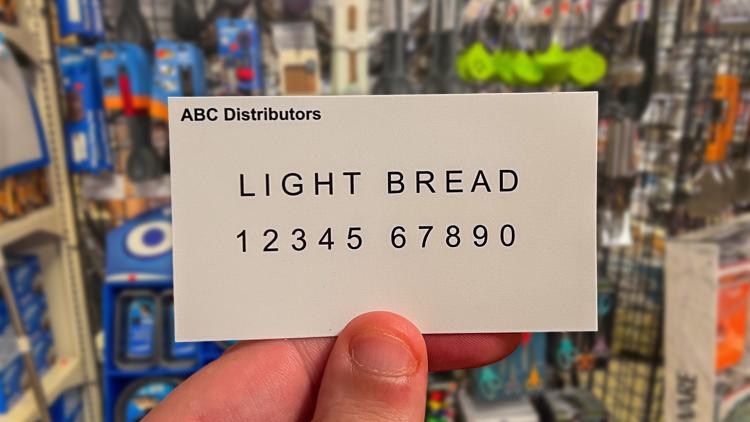 ABC Distributors
LIGHT BREAD
12345 67890